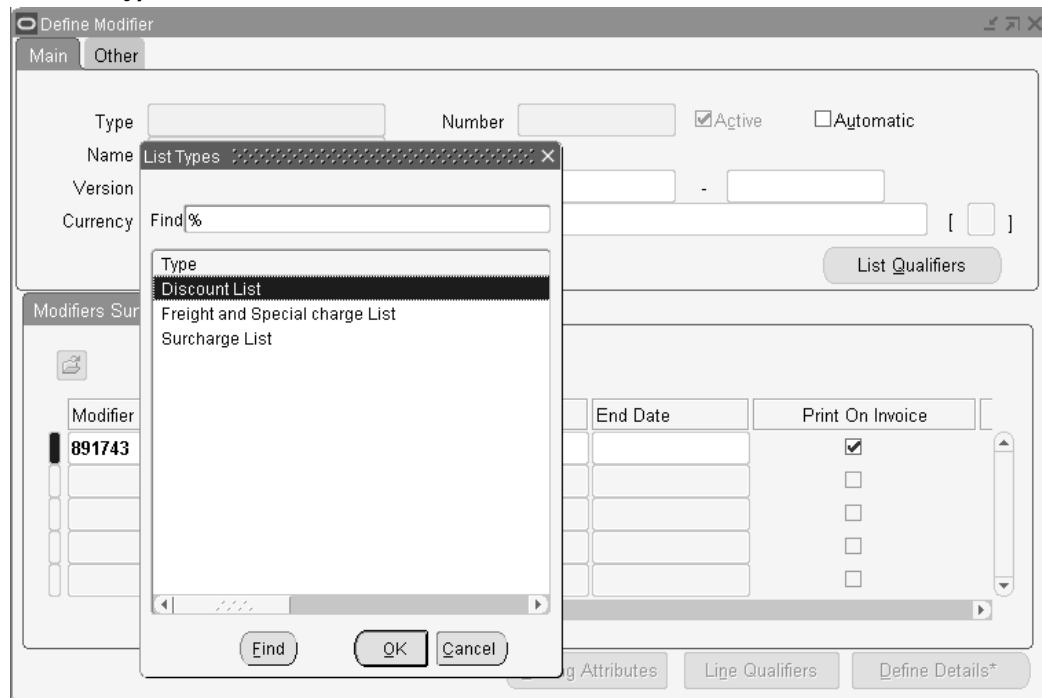 Define Modifier
Main Other
Type Number Active Automatic
Name List Types
Version -
Currency Find % [ ]
Type
List Qualifiers
Discount List
Freight and Special charge List
Surcharge List
Modifiers
Modifier End Date Print On Invoice
891743
Find OK Cancel
Attributes Line Qualifiers Define Details*